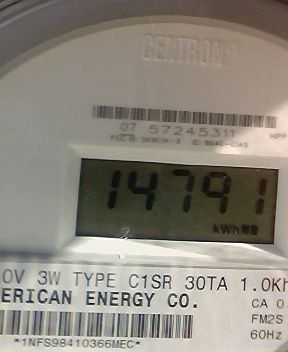 CENTRON®
07 57245311
14791
kWh
0V 3W TYPE C1SR 30TA 1.0Kh
ERICAN ENERGY CO.
CA 0.
FM2S
60Hz
*1NFS98410366MEC*